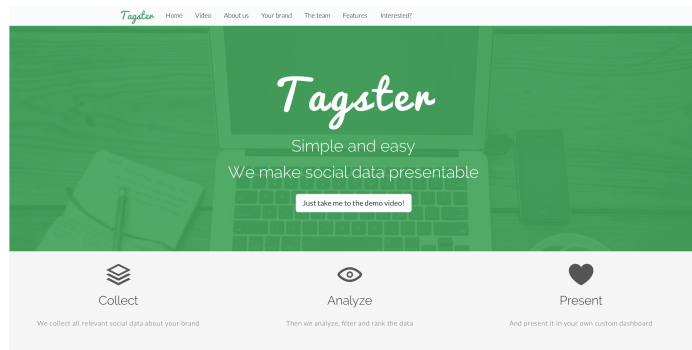 Tagster Home Video About us Your brand The team Features Interested?
Tagster
Simple and easy
We make social data presentable
Just take me to the demo video!
Collect
We collect all relevant social data about your brand
Analyze
Then we analyze, filter and rank the data
Present
And present it in your own custom dashboard